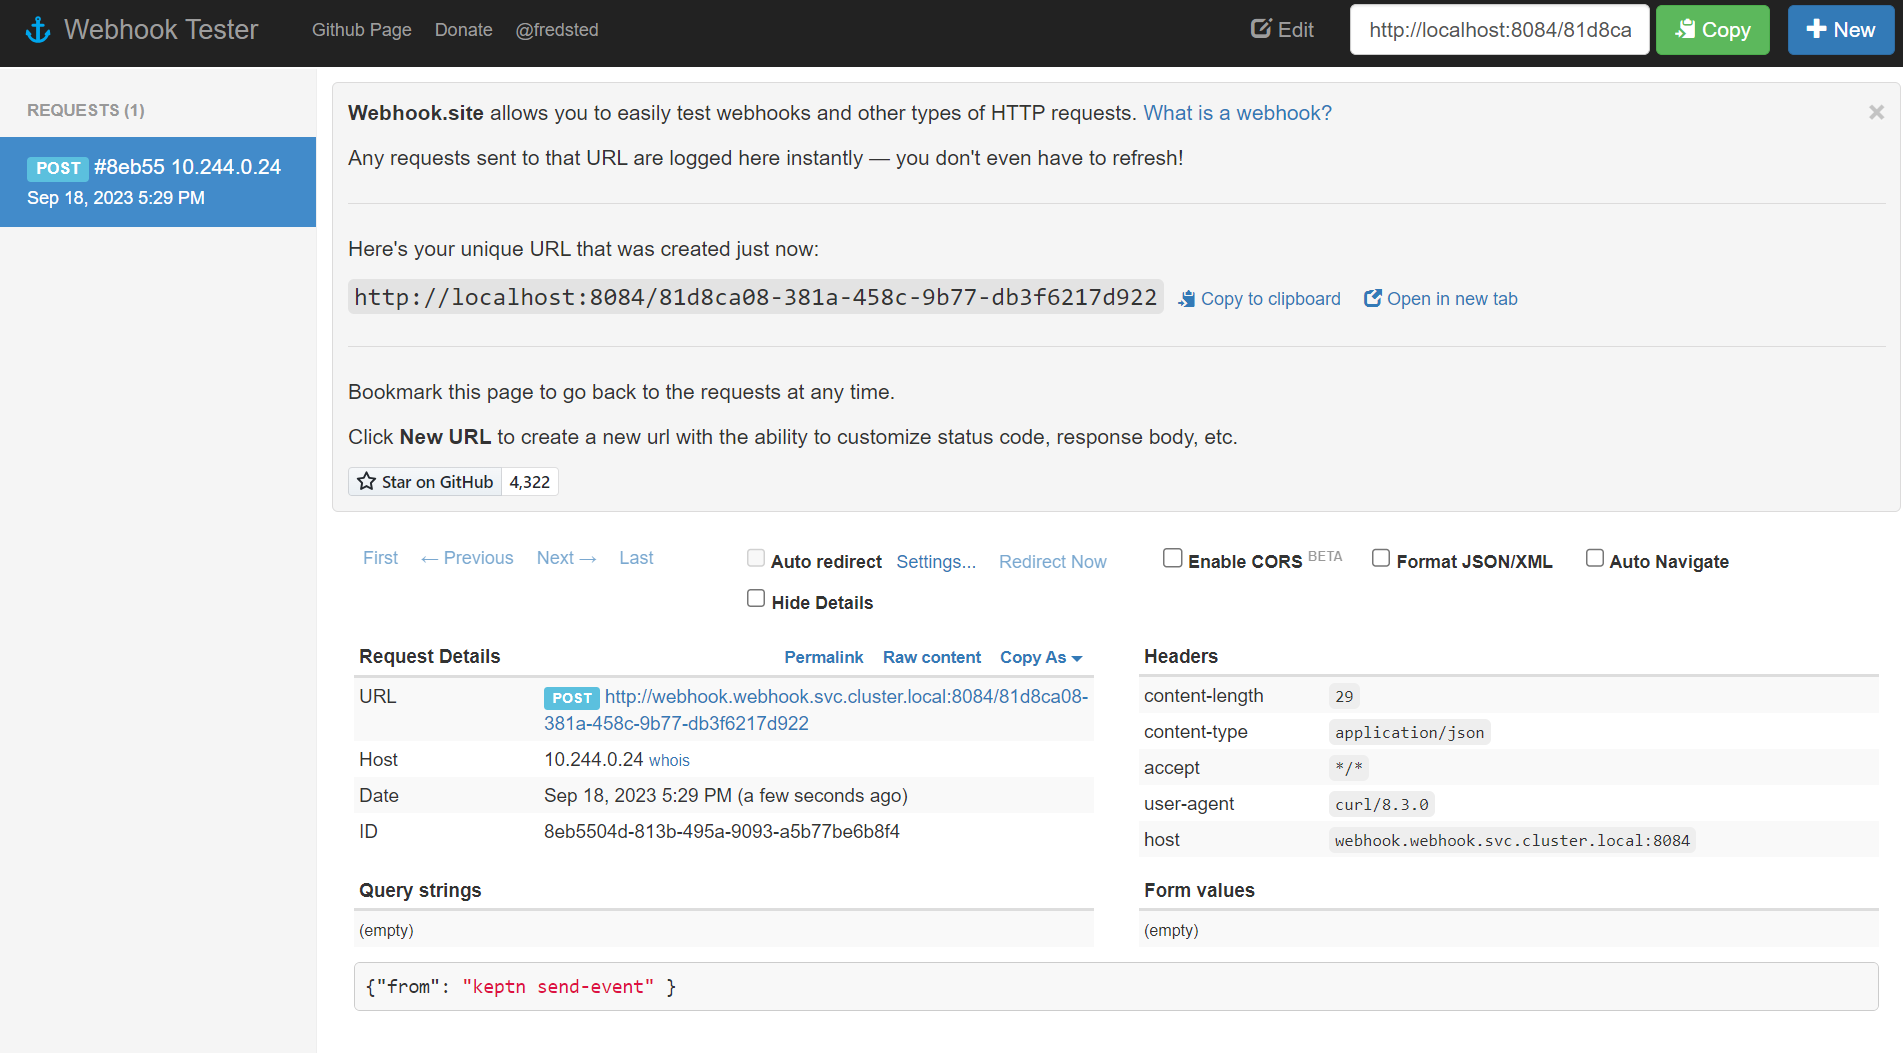 Webhook Tester Github Page Donate @fredsted Edit http://localhost:8084/81d8ca Copy New
REQUESTS (1)
POST #8eb55 10.244.0.24
Sep 18, 2023 5:29 PM
Webhook.site allows you to easily test webhooks and other types of HTTP requests. What is a webhook? ×
Any requests sent to that URL are logged here instantly — you don't even have to refresh!
Here's your unique URL that was created just now:
http://localhost:8084/81d8ca08-381a-458c-9b77-db3f6217d922 Copy to clipboard Open in new tab
Bookmark this page to go back to the requests at any time.
Click New URL to create a new url with the ability to customize status code, response body, etc.
Star on GitHub 4,322
First ← Previous Next → Last
Auto redirect Settings... Redirect Now Enable CORS BETA Format JSON/XML Auto Navigate
Hide Details
Request Details Permalink Raw content Copy As
URL POST http://webhook.webhook.svc.cluster.local:8084/81d8ca08-
381a-458c-9b77-db3f6217d922
Host 10.244.0.24 whois
Date Sep 18, 2023 5:29 PM (a few seconds ago)
ID 8eb5504d-813b-495a-9093-a5b77be6b8f4
Headers
content-length 29
content-type application/json
accept */*
user-agent curl/8.3.0
host webhook.webhook.svc.cluster.local:8084
Query strings
(empty)
Form values
(empty)
{"from": "keptn send-event" }